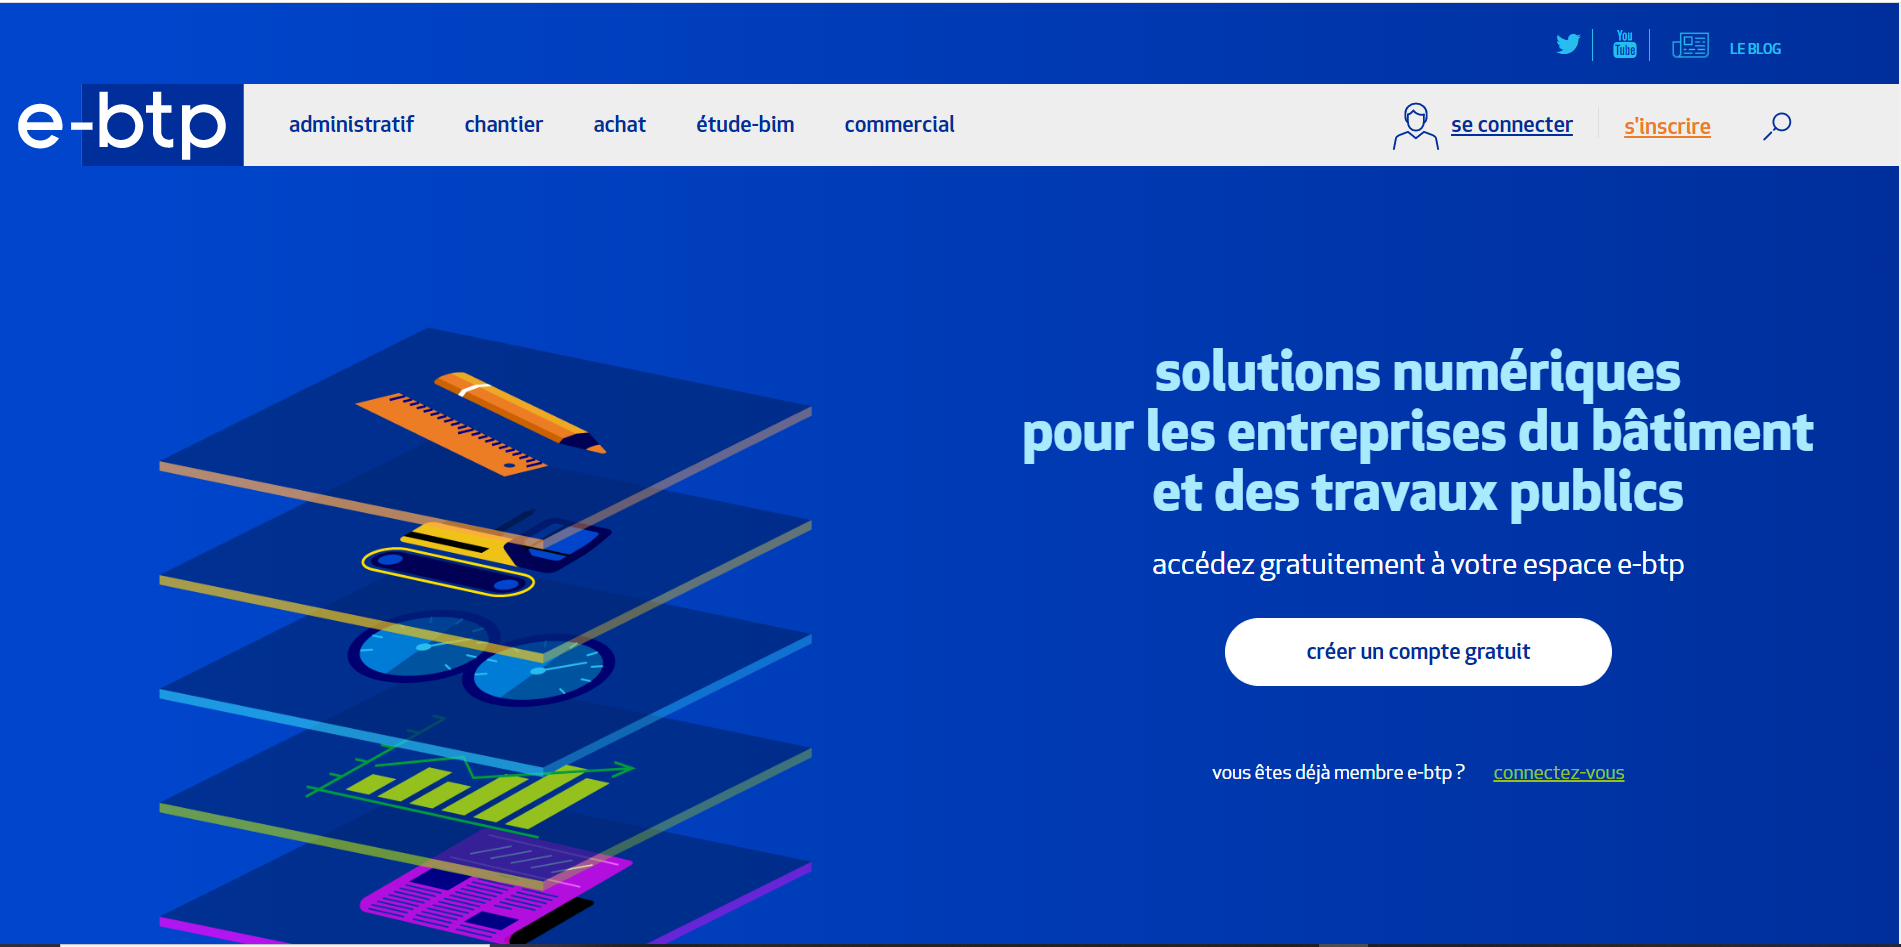 You
Tube
LE BLOG
e-btp
administratif
chantier
achat
étude-bim
commercial
se connecter
s'inscrire
solutions numériques
pour les entreprises du bâtiment
et des travaux publics
accédez gratuitement à votre espace e-btp
créer un compte gratuit
vous êtes déjà membre e-btp ?
connectez-vous